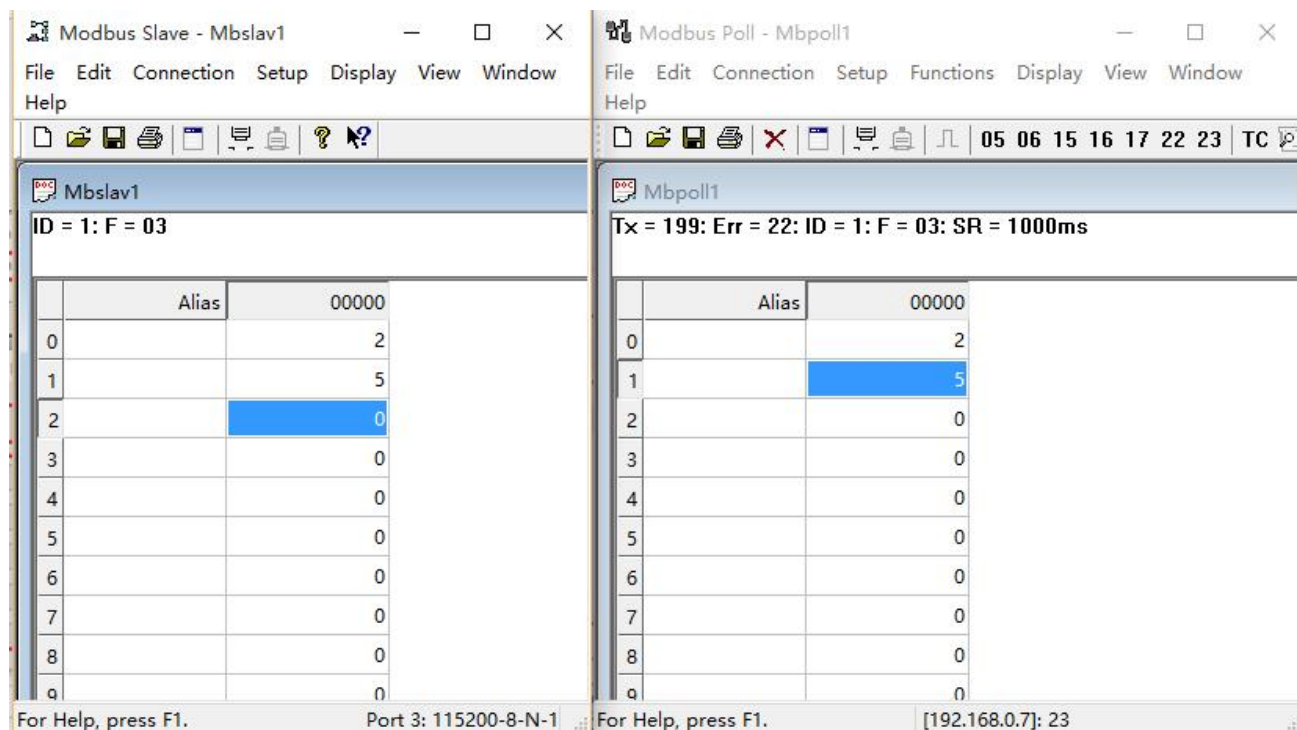 Modbus Slave - Mbslav1
File Edit Connection Setup Display View Window
Help
Mbslav1
ID = 1: F = 03
Alias 00000
0 2
1 5
2 0
3 0
4 0
5 0
6 0
7 0
8 0
9 0
For Help, press F1. Port 3: 115200-8-N-1
Modbus Poll - Mbpoll1
File Edit Connection Setup Functions Display View Window
Help
05 06 15 16 17 22 23 TC
Mbpoll1
Tx = 199: Err = 22: ID = 1: F = 03: SR = 1000ms
Alias 00000
0 2
1 5
2 0
3 0
4 0
5 0
6 0
7 0
8 0
9 0
For Help, press F1. [192.168.0.7]: 23